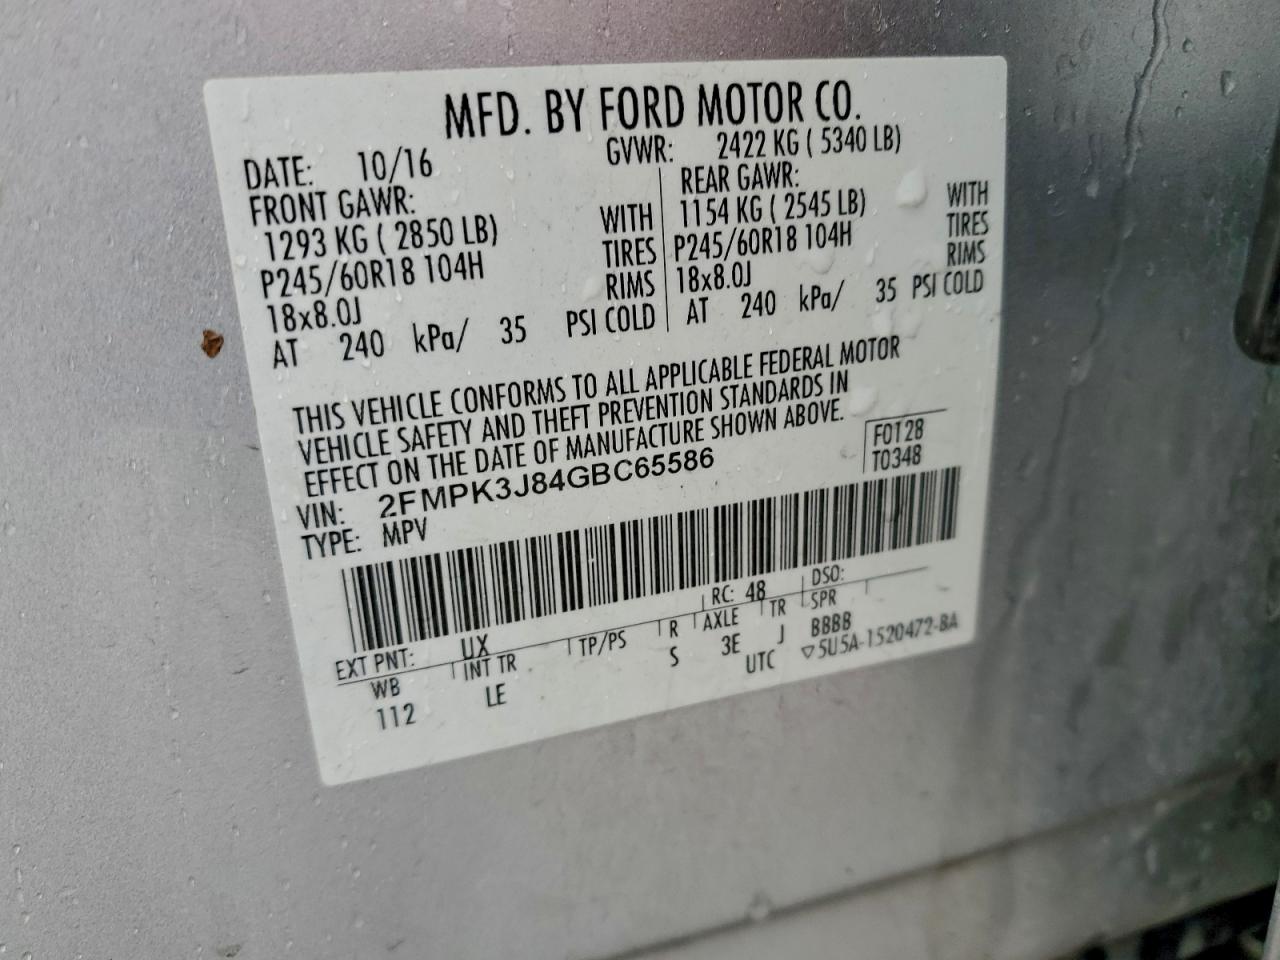 MFD. BY FORD MOTOR CO.
DATE: 10/16 GVWR: 2422 KG ( 5340 LB)
FRONT GAWR: REAR GAWR:
1293 KG ( 2850 LB) WITH 1154 KG ( 2545 LB) WITH
P245/60R18 104H TIRES P245/60R18 104H TIRES
18x8.0J RIMS 18x8.0J RIMS
AT 240 kPa/ 35 PSI COLD AT 240 kPa/ 35 PSI COLD
THIS VEHICLE CONFORMS TO ALL APPLICABLE FEDERAL MOTOR
VEHICLE SAFETY AND THEFT PREVENTION STANDARDS IN
EFFECT ON THE DATE OF MANUFACTURE SHOWN ABOVE.
VIN: 2FMPK3J84GBC65586 F0T28
TYPE: MPV T0348
EXT PNT: UX RC: 48 DSO:
WB INT TR TP/PS R AXLE TR SPR
112 LE S 3E J BBBB
UTC ▽5U5A-1520472-BA